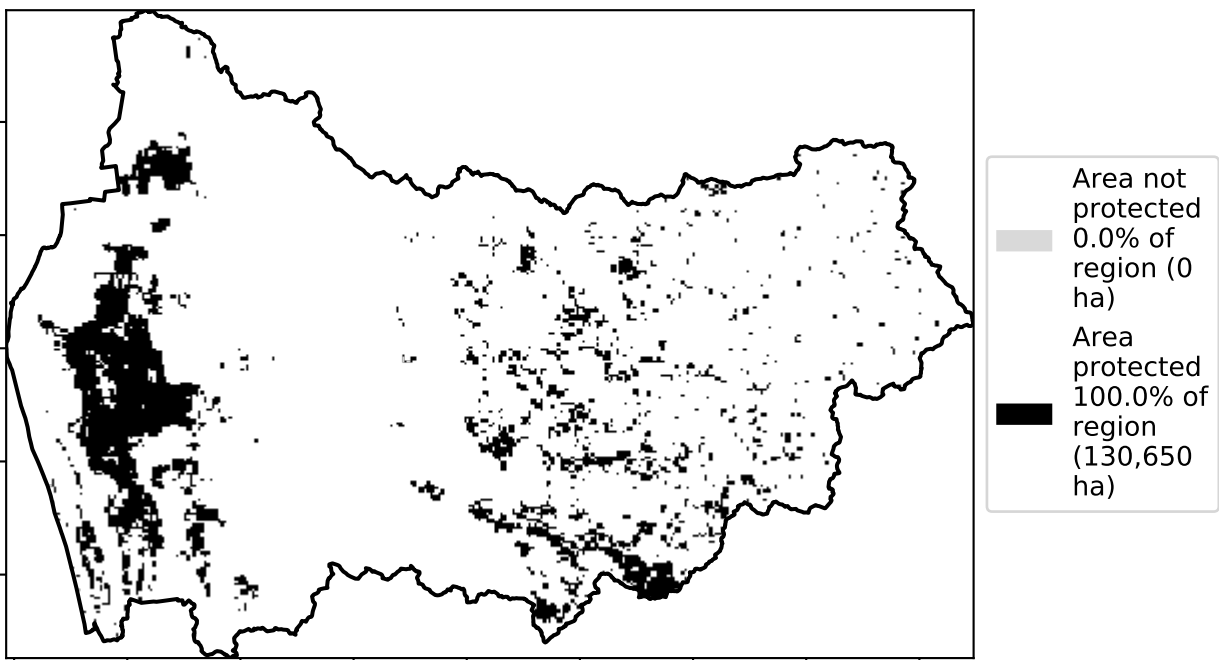 Area not
protected
0.0% of
region (0
ha)
Area
protected
100.0% of
region
(130,650
ha)